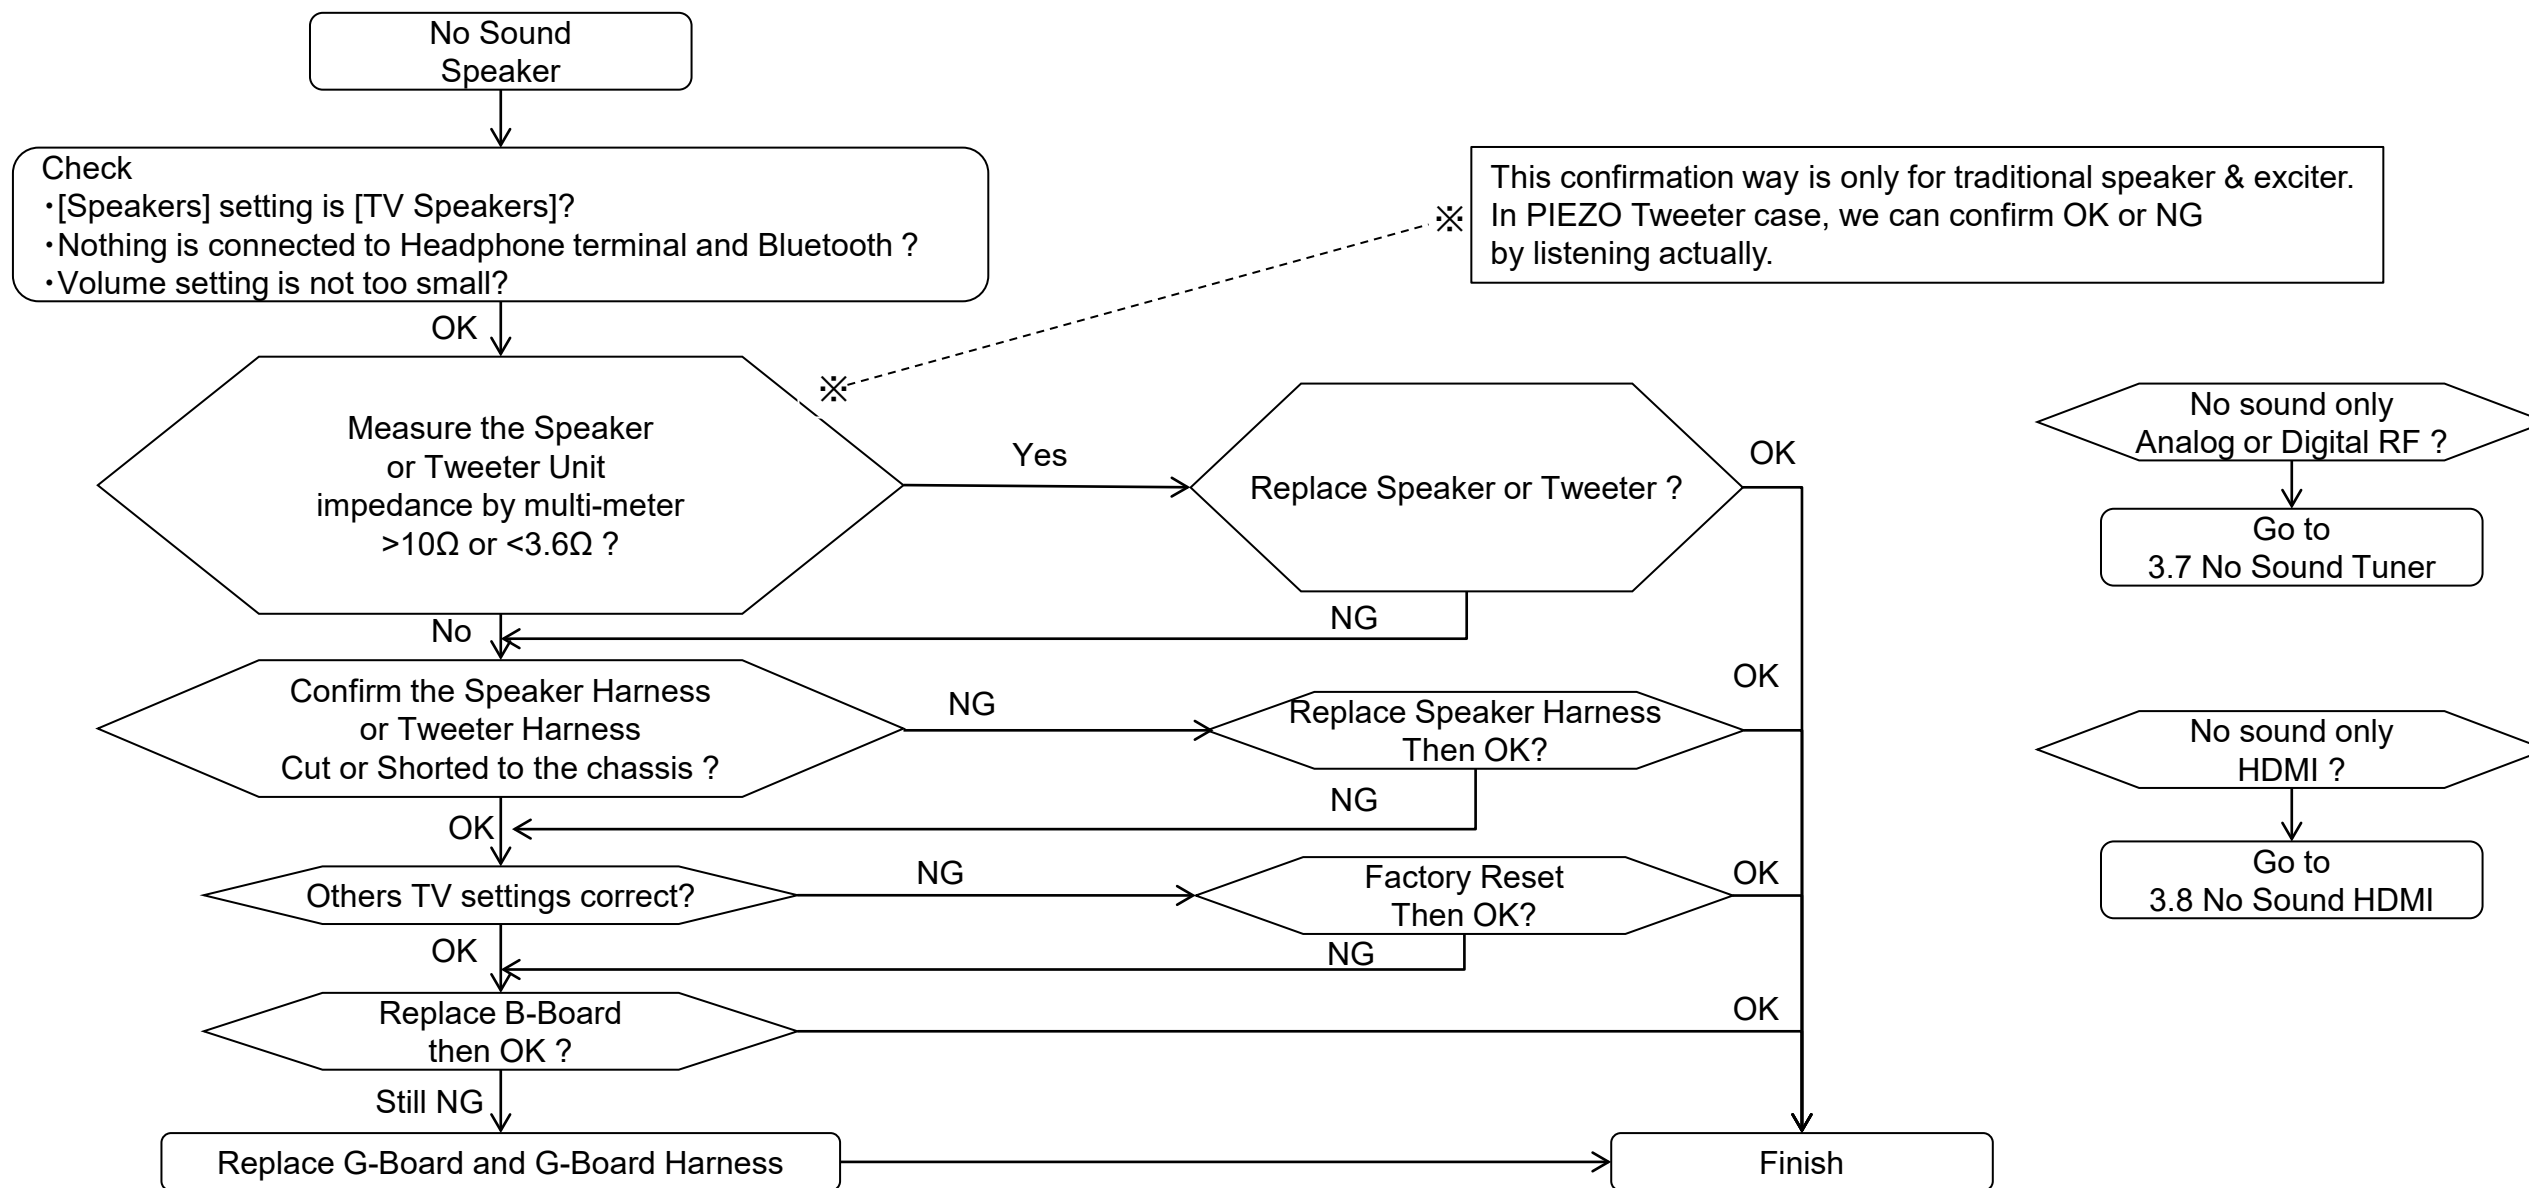 No Sound
Speaker
Check
・[Speakers] setting is [TV Speakers]?
・Nothing is connected to Headphone terminal and Bluetooth ?
・Volume setting is not too small?
※
This confirmation way is only for traditional speaker & exciter.
In PIEZO Tweeter case, we can confirm OK or NG
by listening actually.
OK
※
Measure the Speaker
or Tweeter Unit
impedance by multi-meter
>10Ω or <3.6Ω ?
Yes
Replace Speaker or Tweeter ?
OK
No sound only
Analog or Digital RF ?
Go to
3.7 No Sound Tuner
No
NG
Confirm the Speaker Harness
or Tweeter Harness
Cut or Shorted to the chassis ?
NG
Replace Speaker Harness
Then OK?
OK
No sound only
HDMI ?
Go to
3.8 No Sound HDMI
OK
NG
Others TV settings correct?
NG
Factory Reset
Then OK?
OK
OK
NG
Replace B-Board
then OK ?
OK
Still NG
Replace G-Board and G-Board Harness
Finish